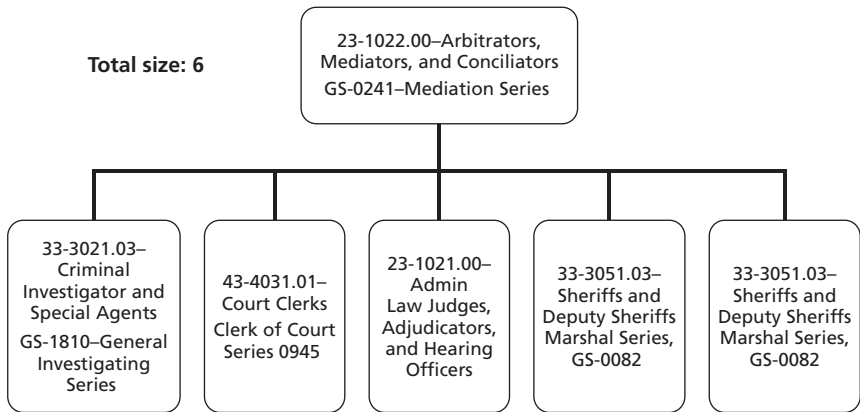 Total size: 6
23-1022.00–Arbitrators,
Mediators, and Conciliators
GS-0241–Mediation Series
33-3021.03–
Criminal
Investigator and
Special Agents
GS-1810–General
Investigating
Series
43-4031.01–
Court Clerks
Clerk of Court
Series 0945
23-1021.00–
Admin
Law Judges,
Adjudicators,
and Hearing
Officers
33-3051.03–
Sheriffs and
Deputy Sheriffs
Marshal Series,
GS-0082
33-3051.03–
Sheriffs and
Deputy Sheriffs
Marshal Series,
GS-0082